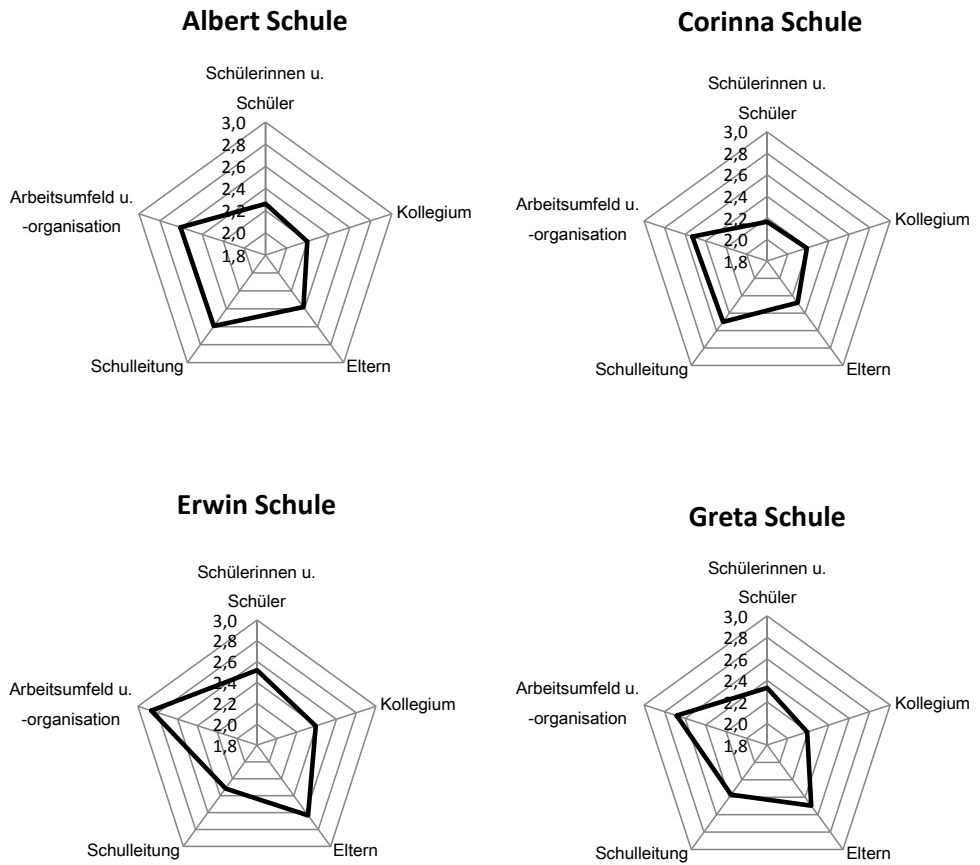 Albert Schule
Schülerinnen u.
Schüler
3,0
2,8
2,6
2,4
2,2
2,0
1,8
Arbeitsumfeld u.
-organisation
Kollegium
Schulleitung
Eltern
Corinna Schule
Schülerinnen u.
Schüler
3,0
2,8
2,6
2,4
2,2
2,0
1,8
Arbeitsumfeld u.
-organisation
Kollegium
Schulleitung
Eltern
Erwin Schule
Schülerinnen u.
Schüler
3,0
2,8
2,6
2,4
2,2
2,0
1,8
Arbeitsumfeld u.
-organisation
Kollegium
Schulleitung
Eltern
Greta Schule
Schülerinnen u.
Schüler
3,0
2,8
2,6
2,4
2,2
2,0
1,8
Arbeitsumfeld u.
-organisation
Kollegium
Schulleitung
Eltern